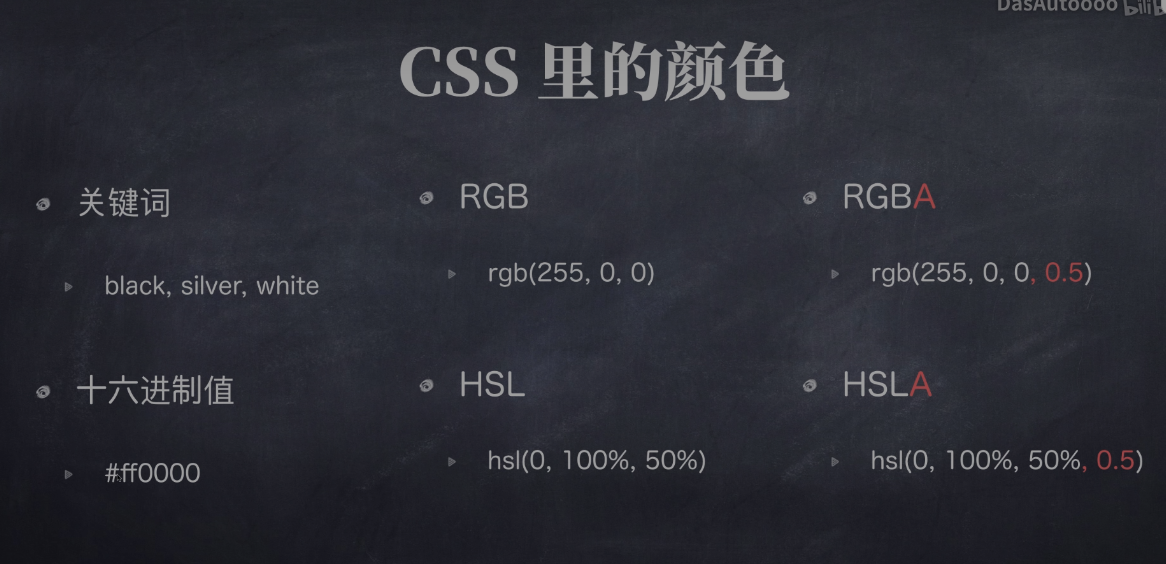 DasAutoooo bilibili
CSS 里的颜色
关键词
black, silver, white
十六进制值
#ff0000
RGB
rgb(255, 0, 0)
HSL
hsl(0, 100%, 50%)
RGBA
rgb(255, 0, 0, 0.5)
HSLA
hsl(0, 100%, 50%, 0.5)